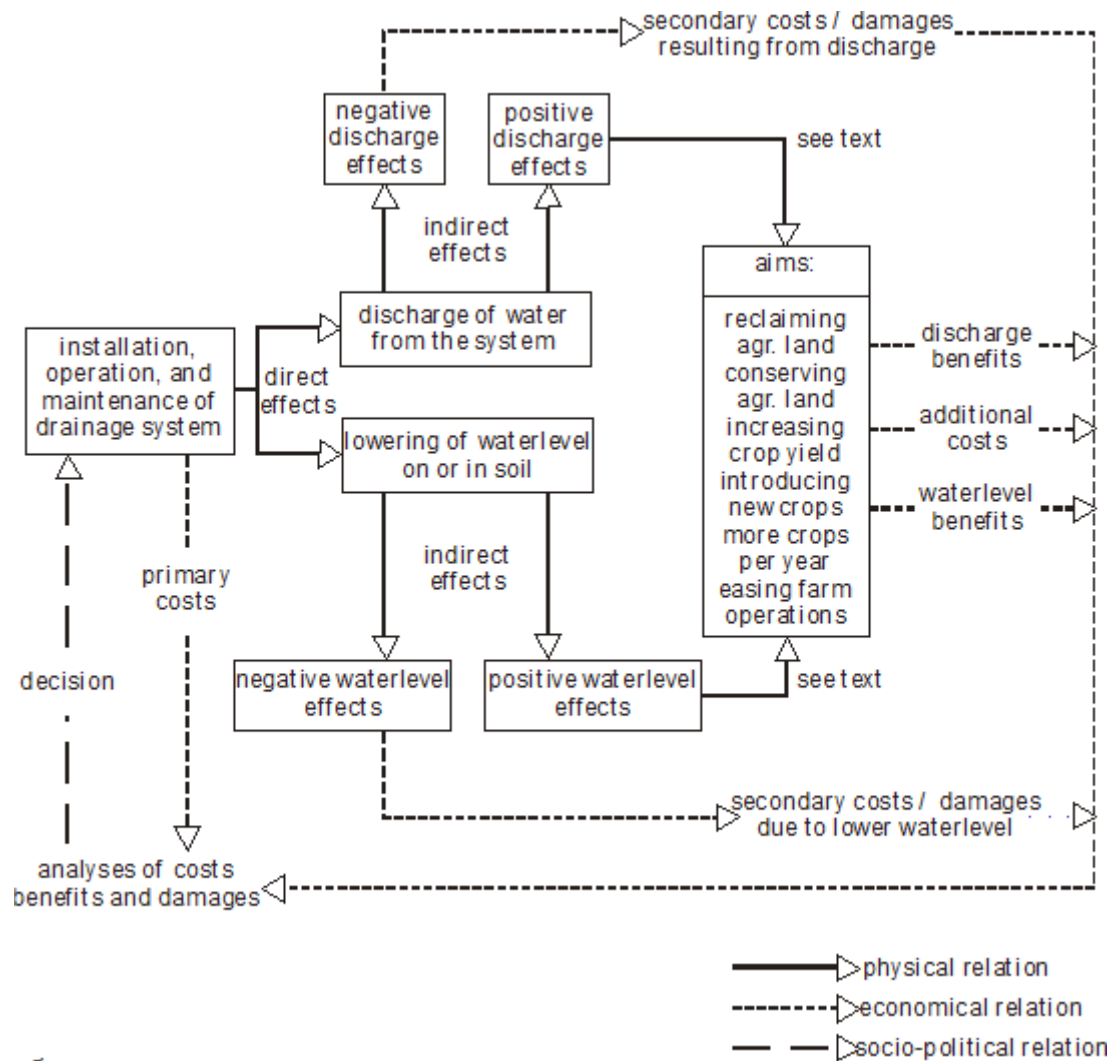 secondary costs / damages
resulting from discharge
negative
discharge
effects
positive
discharge
effects
see text
indirect
effects
aims:
reclaiming
agr. land
conserving
agr. land
increasing
crop yield
introducing
new crops
more crops
per year
easing farm
operations
discharge of water
from the system
installation,
operation, and
maintenance of
drainage system
direct
effects
discharge
benefits
additional
costs
waterlevel
benefits
lowering of waterlevel
on or in soil
indirect
effects
primary
costs
decision
negative waterlevel
effects
positive waterlevel
effects
see text
secondary costs / damages
due to lower waterlevel
analyses of costs
benefits and damages
physical relation
economical relation
socio-political relation